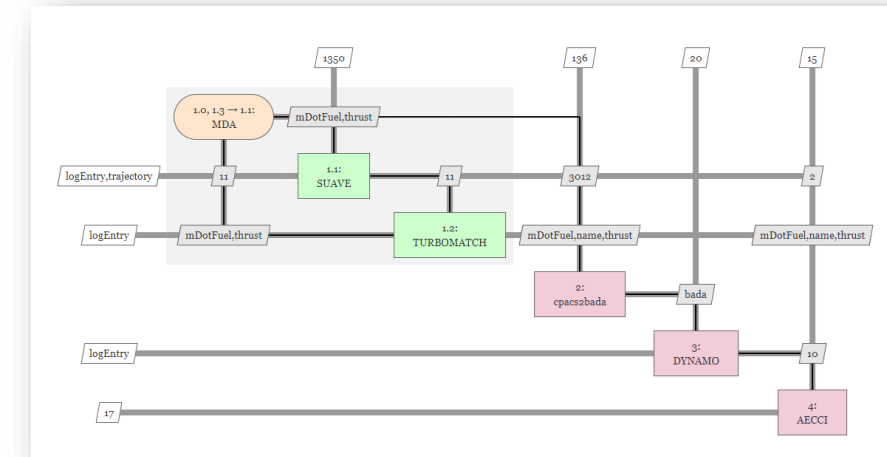 1350
136
20
15
1.0, 1.3 → 1.1:
MDA
mDotFuel,thrust
logEntry,trajectory
11
1.1:
SUAVE
11
3012
2
logEntry
mDotFuel,thrust
1.2:
TURBOMATCH
mDotFuel,name,thrust
mDotFuel,name,thrust
2:
cpacs2bada
bada
logEntry
3:
DYNAMO
10
17
4:
AECCI